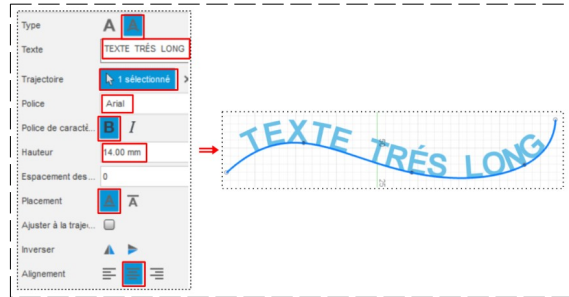 Type
Texte TEXTE TRÉS LONG
Trajectoire 1 sélectionné
Police Arial
Police de caracté... B I
Hauteur 14.00 mm
Espacement des... 0
Placement
Ajuster à la traje...
Inverser
Alignement
TEXTE TRÉS LONG